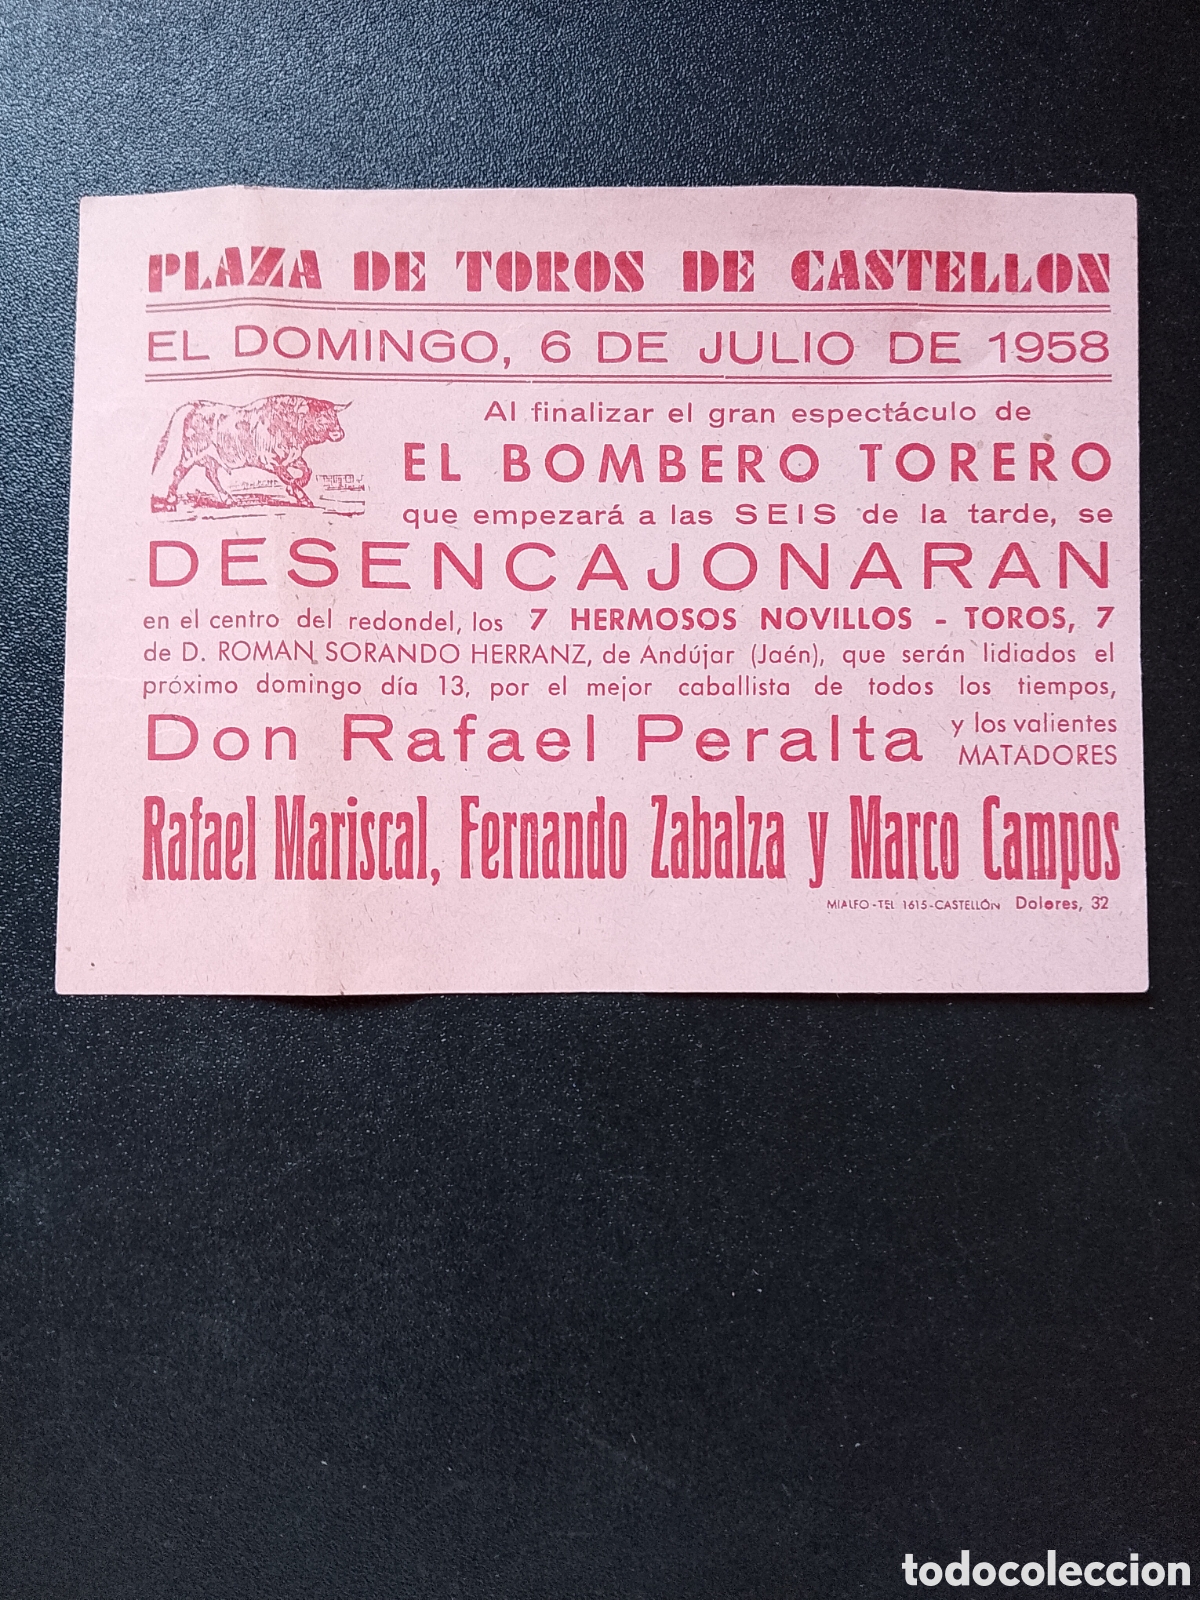 PLAZA DE TOROS DE CASTELLON
EL DOMINGO, 6 DE JULIO DE 1958
Al finalizar el gran espectáculo de
EL BOMBERO TORERO
que empezará a las SEIS de la tarde, se
DESENCAJONARAN
en el centro del redondel, los 7 HERMOSOS NOVILLOS - TOROS, 7
de D. ROMAN SORANDO HERRANZ, de Andújar (Jaén), que serán lidiados el
próximo domingo día 13, por el mejor caballista de todos los tiempos,
Don Rafael Peralta y los valientes
MATADORES
Rafael Mariscal, Fernando Zabalza y Marco Campos
MIALFO-TEL 1615-CASTELLÓN Dolores, 32
todocoleccion